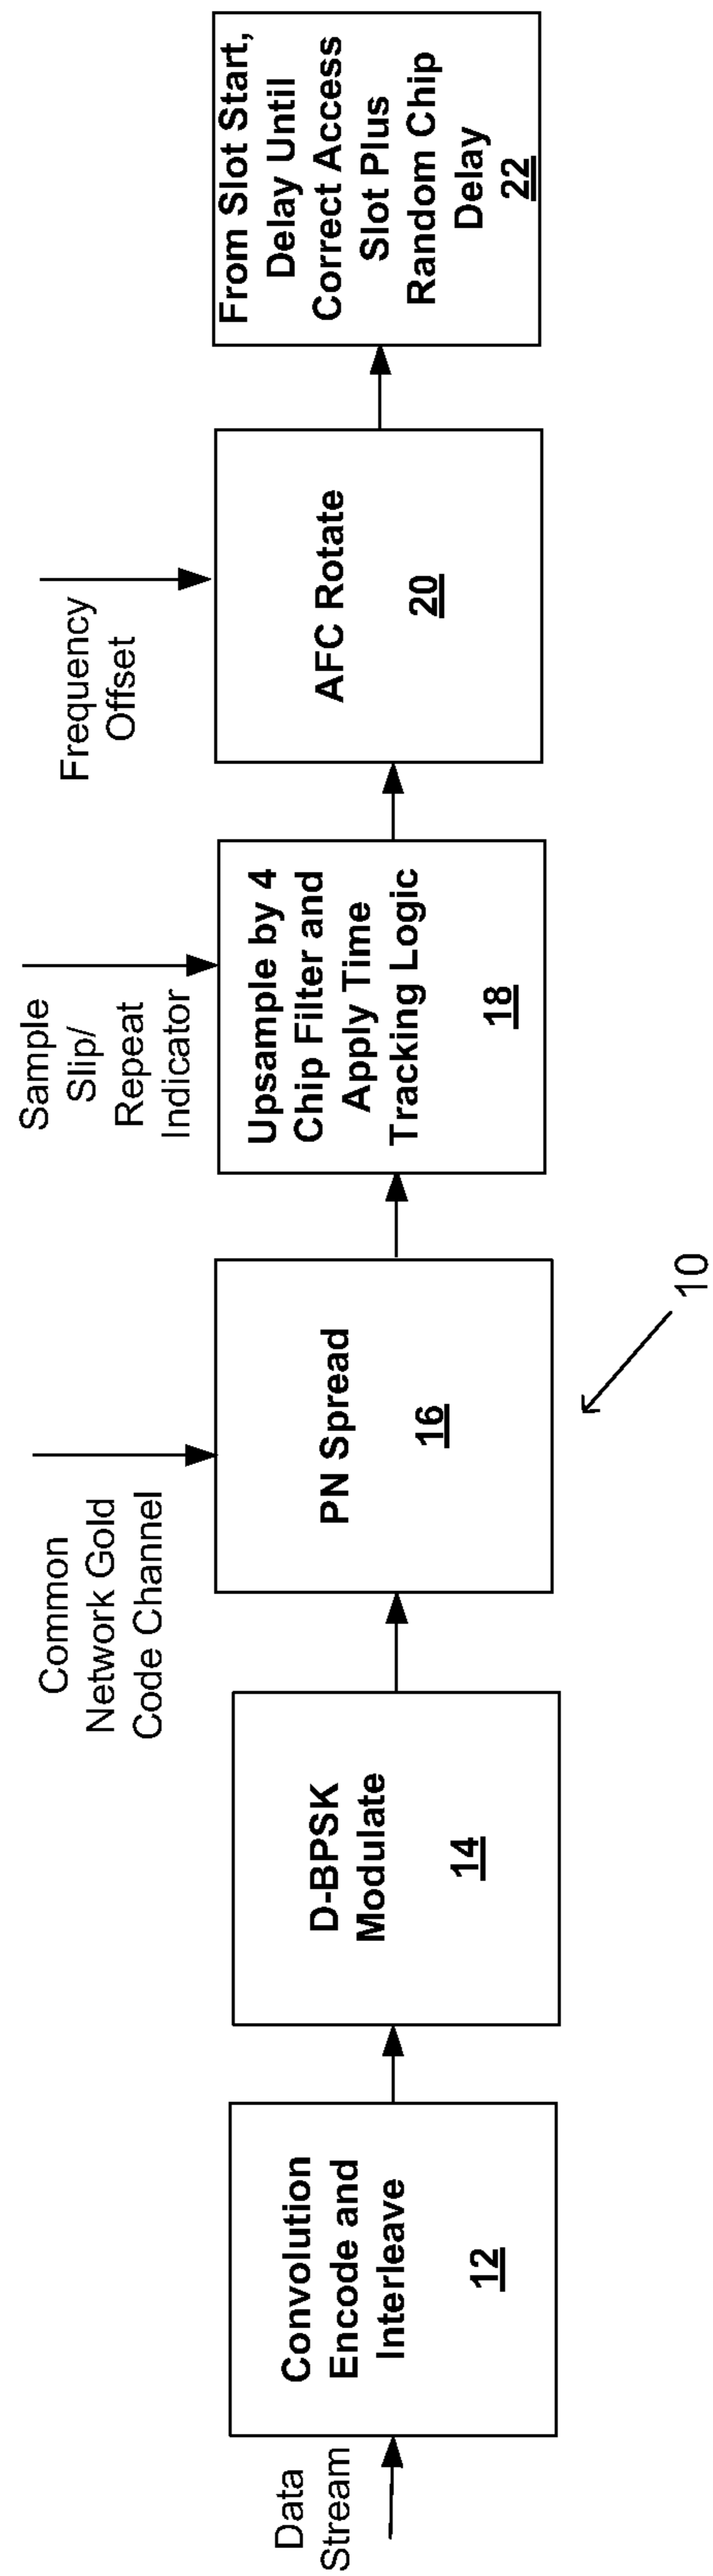 Data
Stream
Convolution
Encode and
Interleave
12
D-BPSK
Modulate
14
Common
Network Gold
Code Channel
PN Spread
16
Sample
Slip/
Repeat
Indicator
Upsample by 4
Chip Filter and
Apply Time
Tracking Logic
18
Frequency
Offset
AFC Rotate
20
From Slot Start,
Delay Until
Correct Access
Slot Plus
Random Chip
Delay
22
10